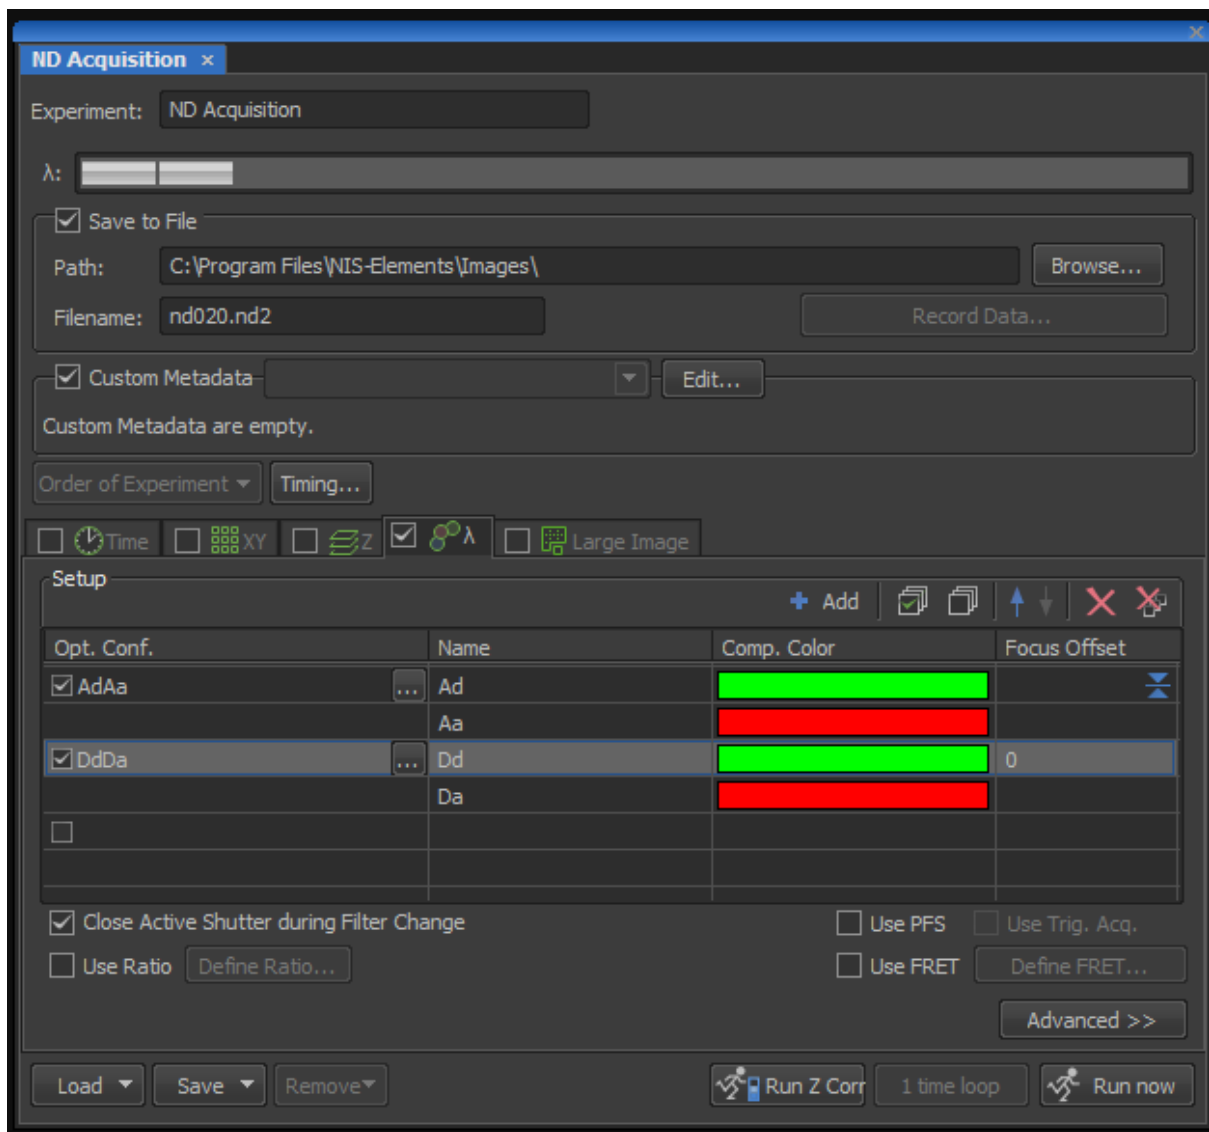 ND Acquisition ×
Experiment: ND Acquisition
λ:
Save to File
Path: C:\Program Files\NIS-Elements\Images\ Browse...
Filename: nd020.nd2 Record Data...
Custom Metadata Edit...
Custom Metadata are empty.
Order of Experiment Timing...
Time XY Z λ Large Image
Setup
Add
Opt. Conf. Name Comp. Color Focus Offset
AdAa ... Ad
Aa
DdDa ... Dd 0
Da
Close Active Shutter during Filter Change Use PFS Use Trig. Acq.
Use Ratio Define Ratio... Use FRET Define FRET...
Advanced >>
Load Save Remove Run Z Corr 1 time loop Run now